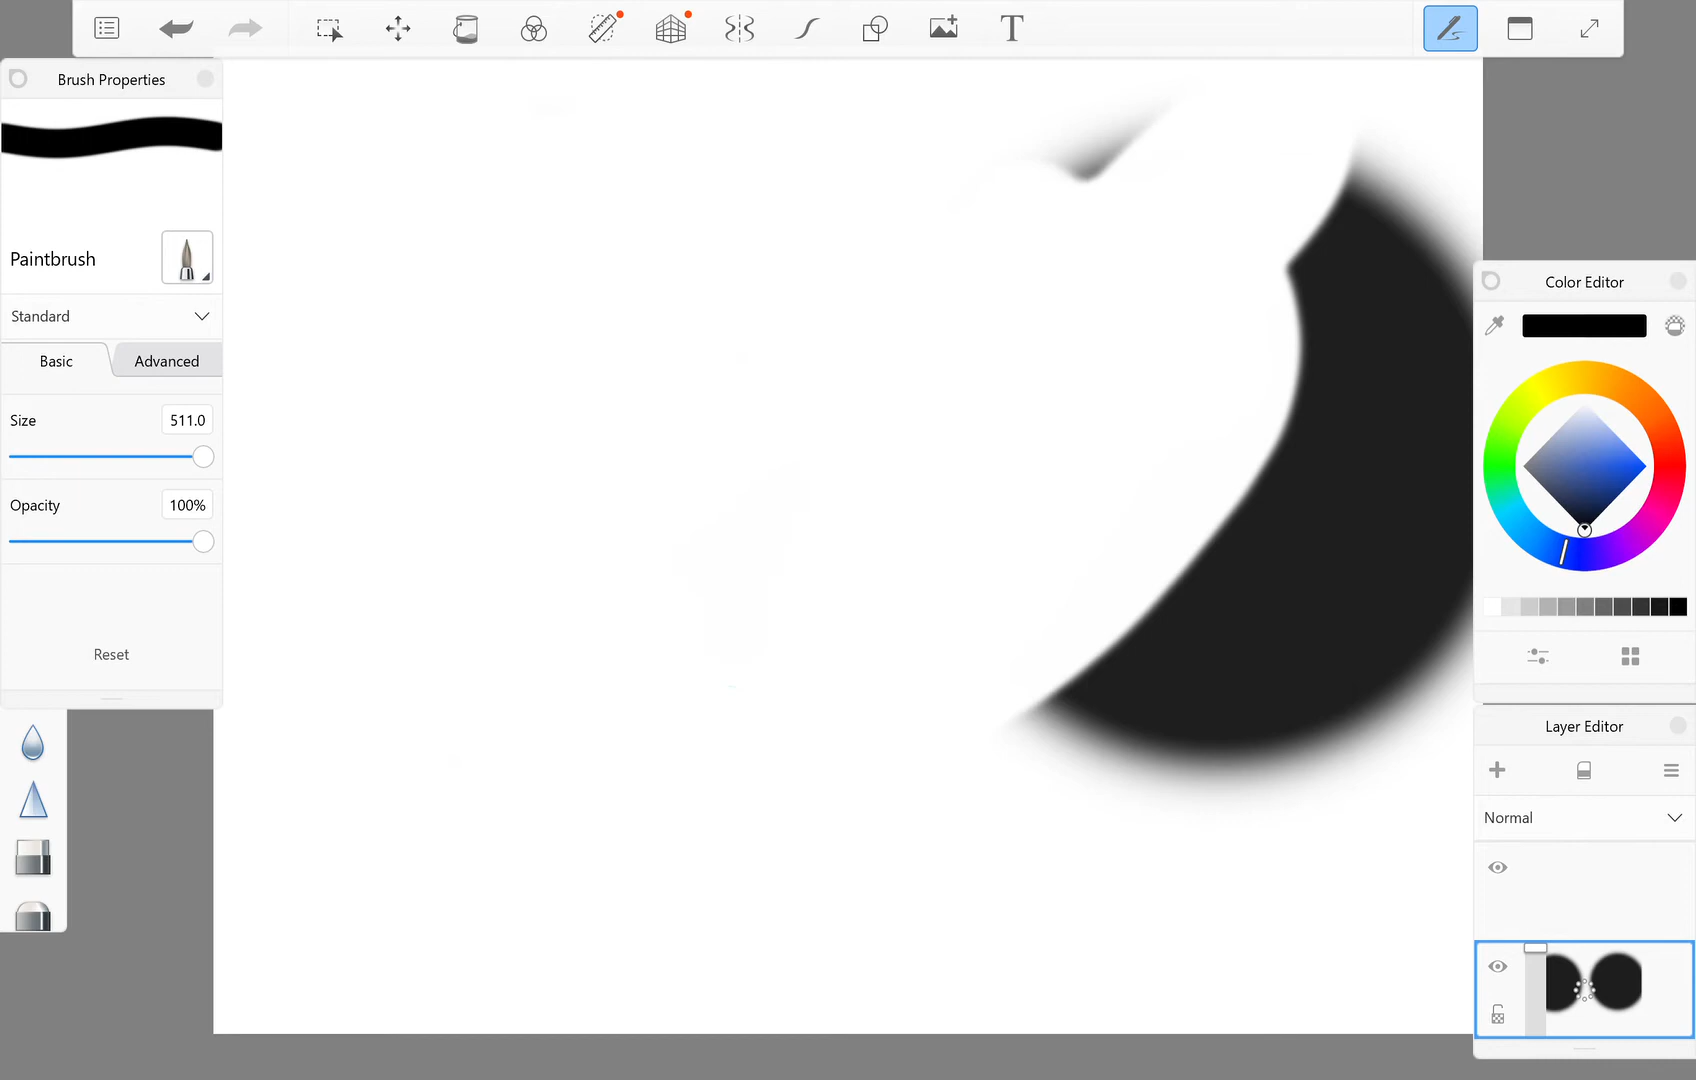 T
Brush Properties
Paintbrush
Standard
Basic
Advanced
Size
511.0
Opacity
100%
Reset
Color Editor
Layer Editor
Normal